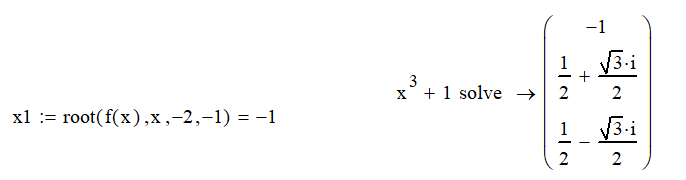 x1 := root(f(x),x,-2,-1) = -1
x³ + 1 solve → ( -1
1/2 + √3·i/2
1/2 - √3·i/2 )